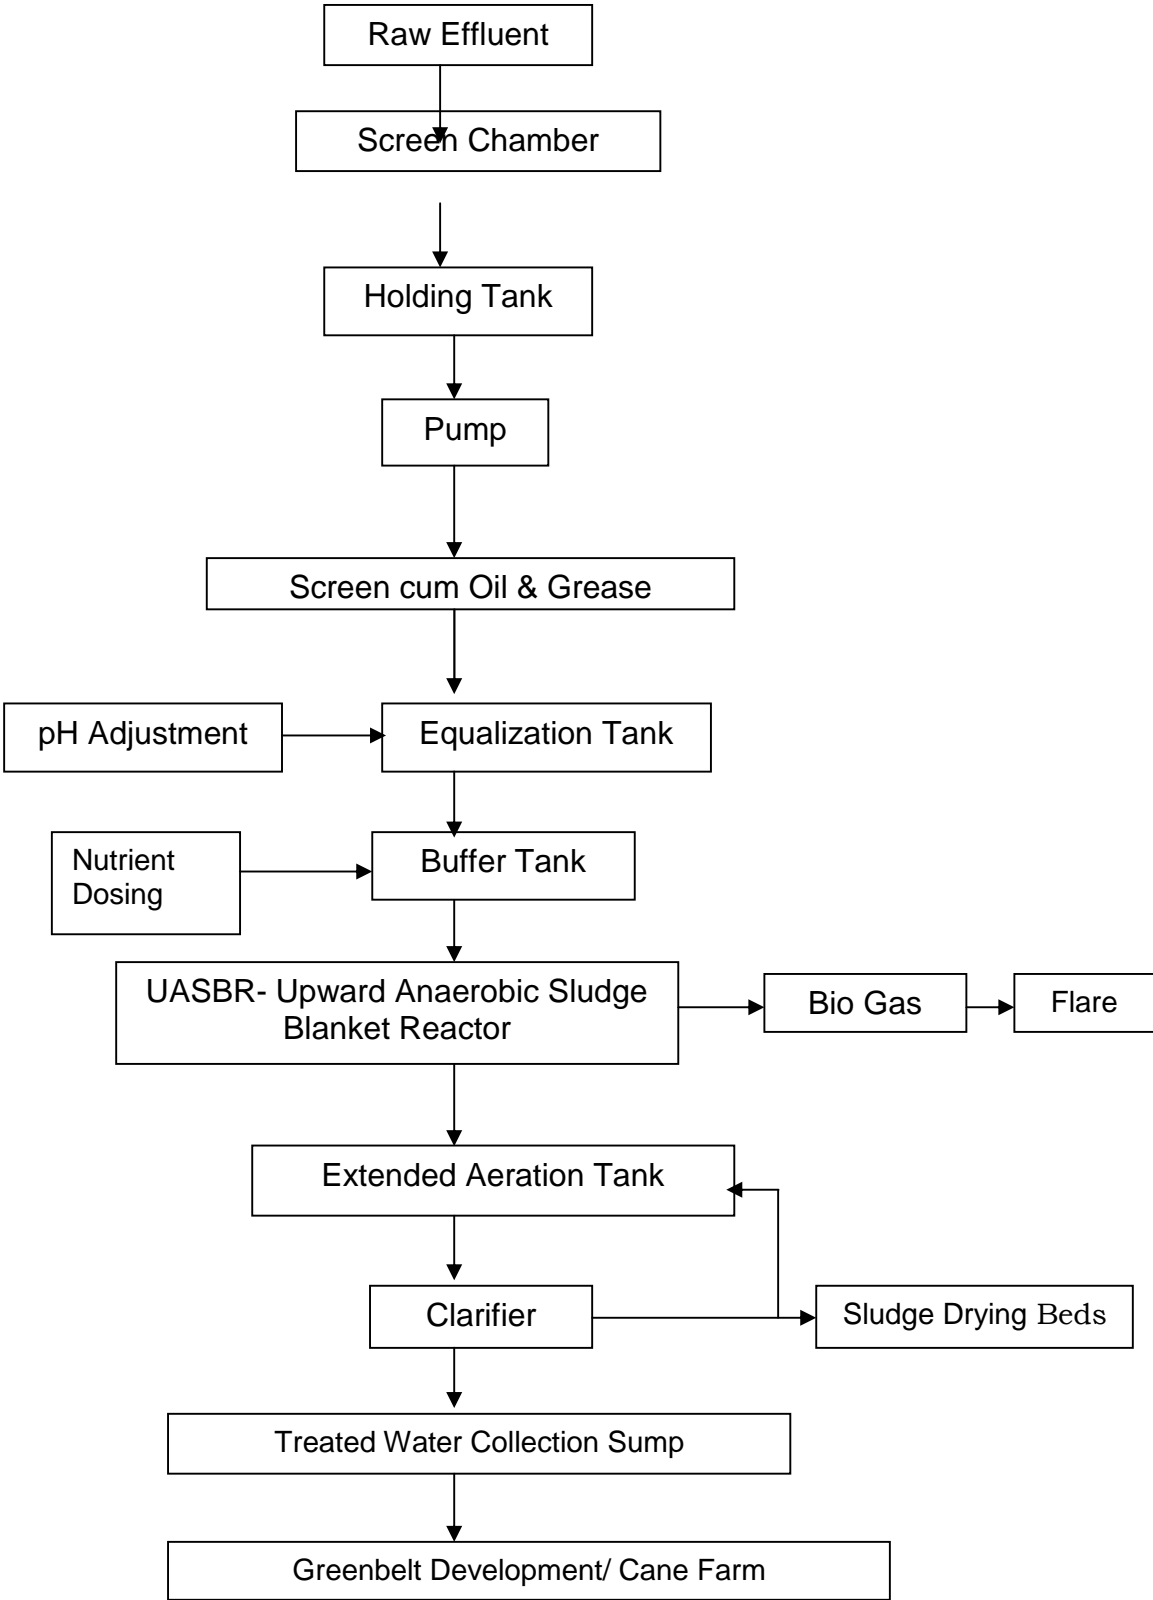 Raw Effluent
Screen Chamber
Holding Tank
Pump
Screen cum Oil & Grease
pH Adjustment
Equalization Tank
Nutrient
Dosing
Buffer Tank
UASBR- Upward Anaerobic Sludge
Blanket Reactor
Bio Gas
Flare
Extended Aeration Tank
Clarifier
Sludge Drying Beds
Treated Water Collection Sump
Greenbelt Development/ Cane Farm